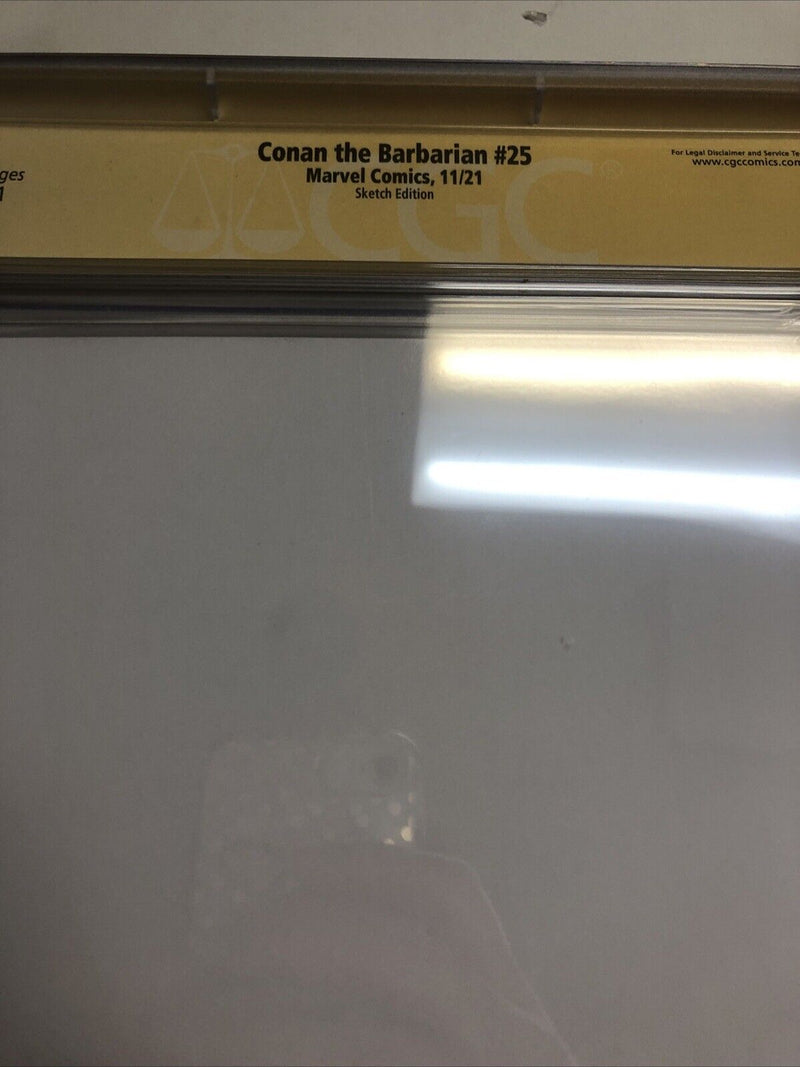 Conan the Barbarian #25
Marvel Comics, 11/21
Sketch Edition
For Legal Disclaimer and Service Te
www.cgccomics.com
ges
1
CGC
®